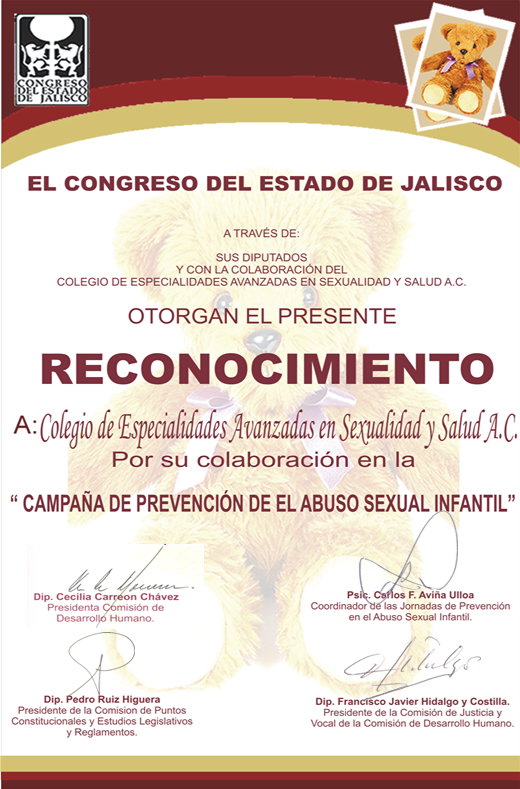 CONGRESO
DEL ESTADO
DE JALISCO
EL CONGRESO DEL ESTADO DE JALISCO
A TRAVÉS DE:
SUS DIPUTADOS
Y CON LA COLABORACIÓN DEL
COLEGIO DE ESPECIALIDADES AVANZADAS EN SEXUALIDAD Y SALUD A.C.
OTORGAN EL PRESENTE
RECONOCIMIENTO
A: Colegio de Especialidades Avanzadas en Sexualidad y Salud A.C.
Por su colaboración en la
“ CAMPAÑA DE PREVENCIÓN DE EL ABUSO SEXUAL INFANTIL”
Dip. Cecilia Carreón Chávez
Presidenta Comisión de
Desarrollo Humano.
Psic. Carlos F. Aviña Ulloa
Coordinador de las Jornadas de Prevención
en el Abuso Sexual Infantil.
Dip. Pedro Ruiz Higuera
Presidente de la Comision de Puntos
Constitucionales y Estudios Legislativos
y Reglamentos.
Dip. Francisco Javier Hidalgo y Costilla.
Presidente de la Comisión de Justicia y
Vocal de la Comisión de Desarrollo Humano.